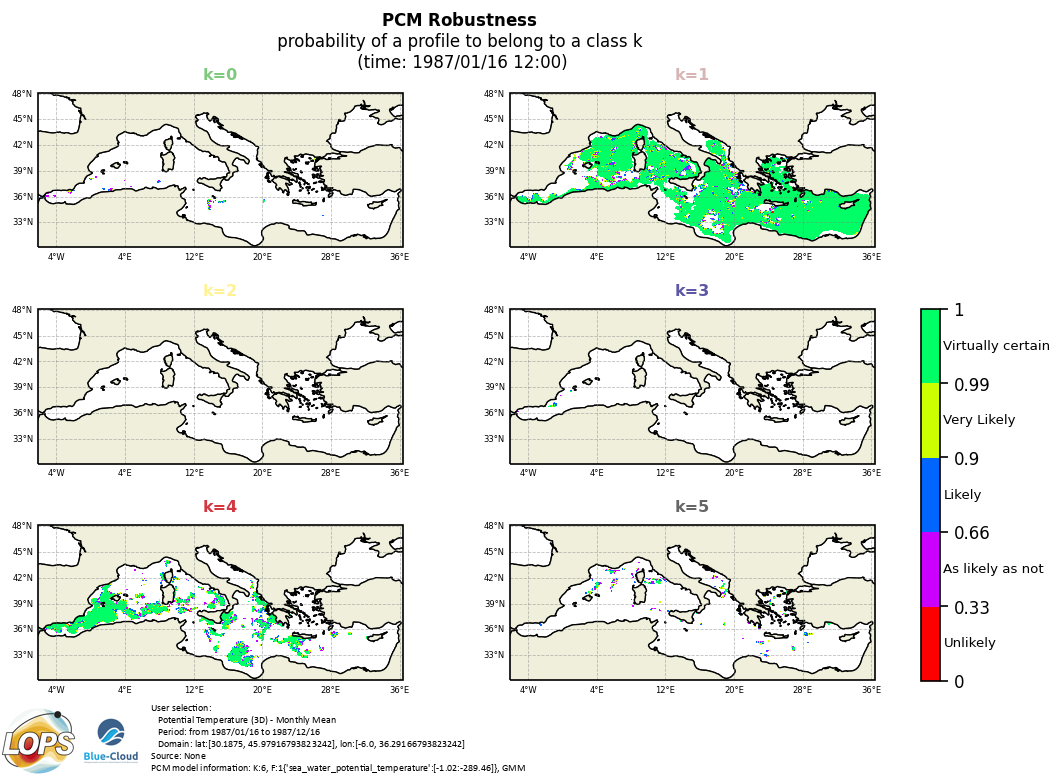 PCM Robustness
probability of a profile to belong to a class k
(time: 1987/01/16 12:00)
k=0
k=1
48°N
45°N
42°N
39°N
36°N
33°N
4°W
4°E
12°E
20°E
28°E
36°E
48°N
45°N
42°N
39°N
36°N
33°N
4°W
4°E
12°E
20°E
28°E
36°E
k=2
k=3
48°N
45°N
42°N
39°N
36°N
33°N
4°W
4°E
12°E
20°E
28°E
36°E
48°N
45°N
42°N
39°N
36°N
33°N
4°W
4°E
12°E
20°E
28°E
36°E
k=4
k=5
48°N
45°N
42°N
39°N
36°N
33°N
4°W
4°E
12°E
20°E
28°E
36°E
48°N
45°N
42°N
39°N
36°N
33°N
4°W
4°E
12°E
20°E
28°E
36°E
1
Virtually certain
0.99
Very Likely
0.9
Likely
0.66
As likely as not
0.33
Unlikely
0
LOPS
Blue-Cloud
User selection:
Potential Temperature (3D) - Monthly Mean
Period: from 1987/01/16 to 1987/12/16
Domain: lat:[30.1875, 45.97916793823242], lon:[-6.0, 36.29166793823242]
Source: None
PCM model information: K:6, F:1{'sea_water_potential_temperature':[-1.02:-289.46]}, GMM